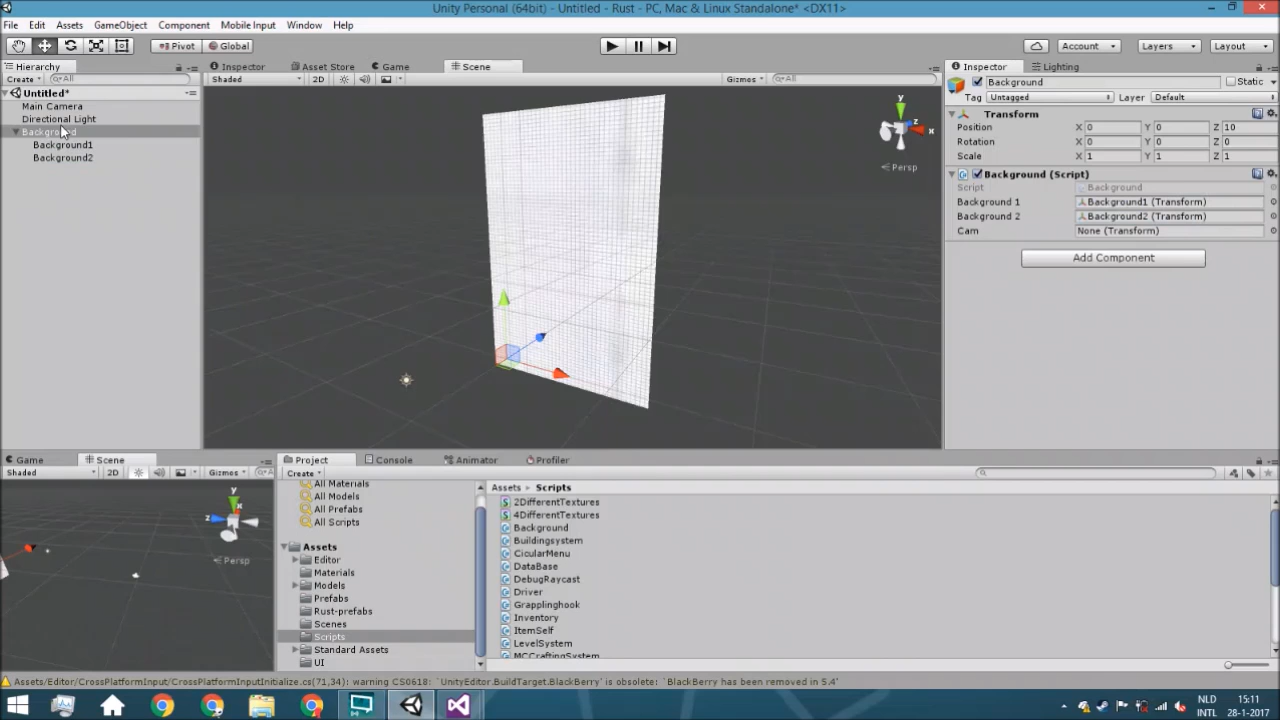 Unity Personal (64bit) - Untitled - Rust - PC, Mac & Linux Standalone* <DX11>
File Edit Assets GameObject Component Mobile Input Window Help
Pivot Global Account Layers Layout
Hierarchy Inspector Asset Store Game Scene Inspector Lighting
Create All Shaded 2D Gizmos All Background Static
Untitled* Tag Untagged Layer Default
Main Camera
Directional Light
Background
Background1
Background2
y
z
x
Persp
Transform
Position X 0 Y 0 Z 10
Rotation X 0 Y 0 Z 0
Scale X 1 Y 1 Z 1
Background (Script)
Script Background
Background 1 Background1 (Transform)
Background 2 Background2 (Transform)
Cam None (Transform)
Add Component
Game Scene Project Console Animator Profiler
Shaded 2D Gizmos Create
y
z
Persp
All Materials
All Models
All Prefabs
All Scripts
Assets
Editor
Materials
Models
Prefabs
Rust-prefabs
Scenes
Scripts
Standard Assets
UI
Assets Scripts
2DifferentTextures
4DifferentTextures
Background
Buildingsystem
CicularMenu
DataBase
DebugRaycast
Driver
Grapplinghook
Inventory
ItemSelf
LevelSystem
MCCraftingSystem
Assets/Editor/CrossPlatformInput/CrossPlatformInputInitialize.cs(71,34): warning CS0618: `UnityEditor.BuildTarget.BlackBerry' is obsolete: `BlackBerry has been removed in 5.4'
NLD 15:11
INTL 28-1-2017